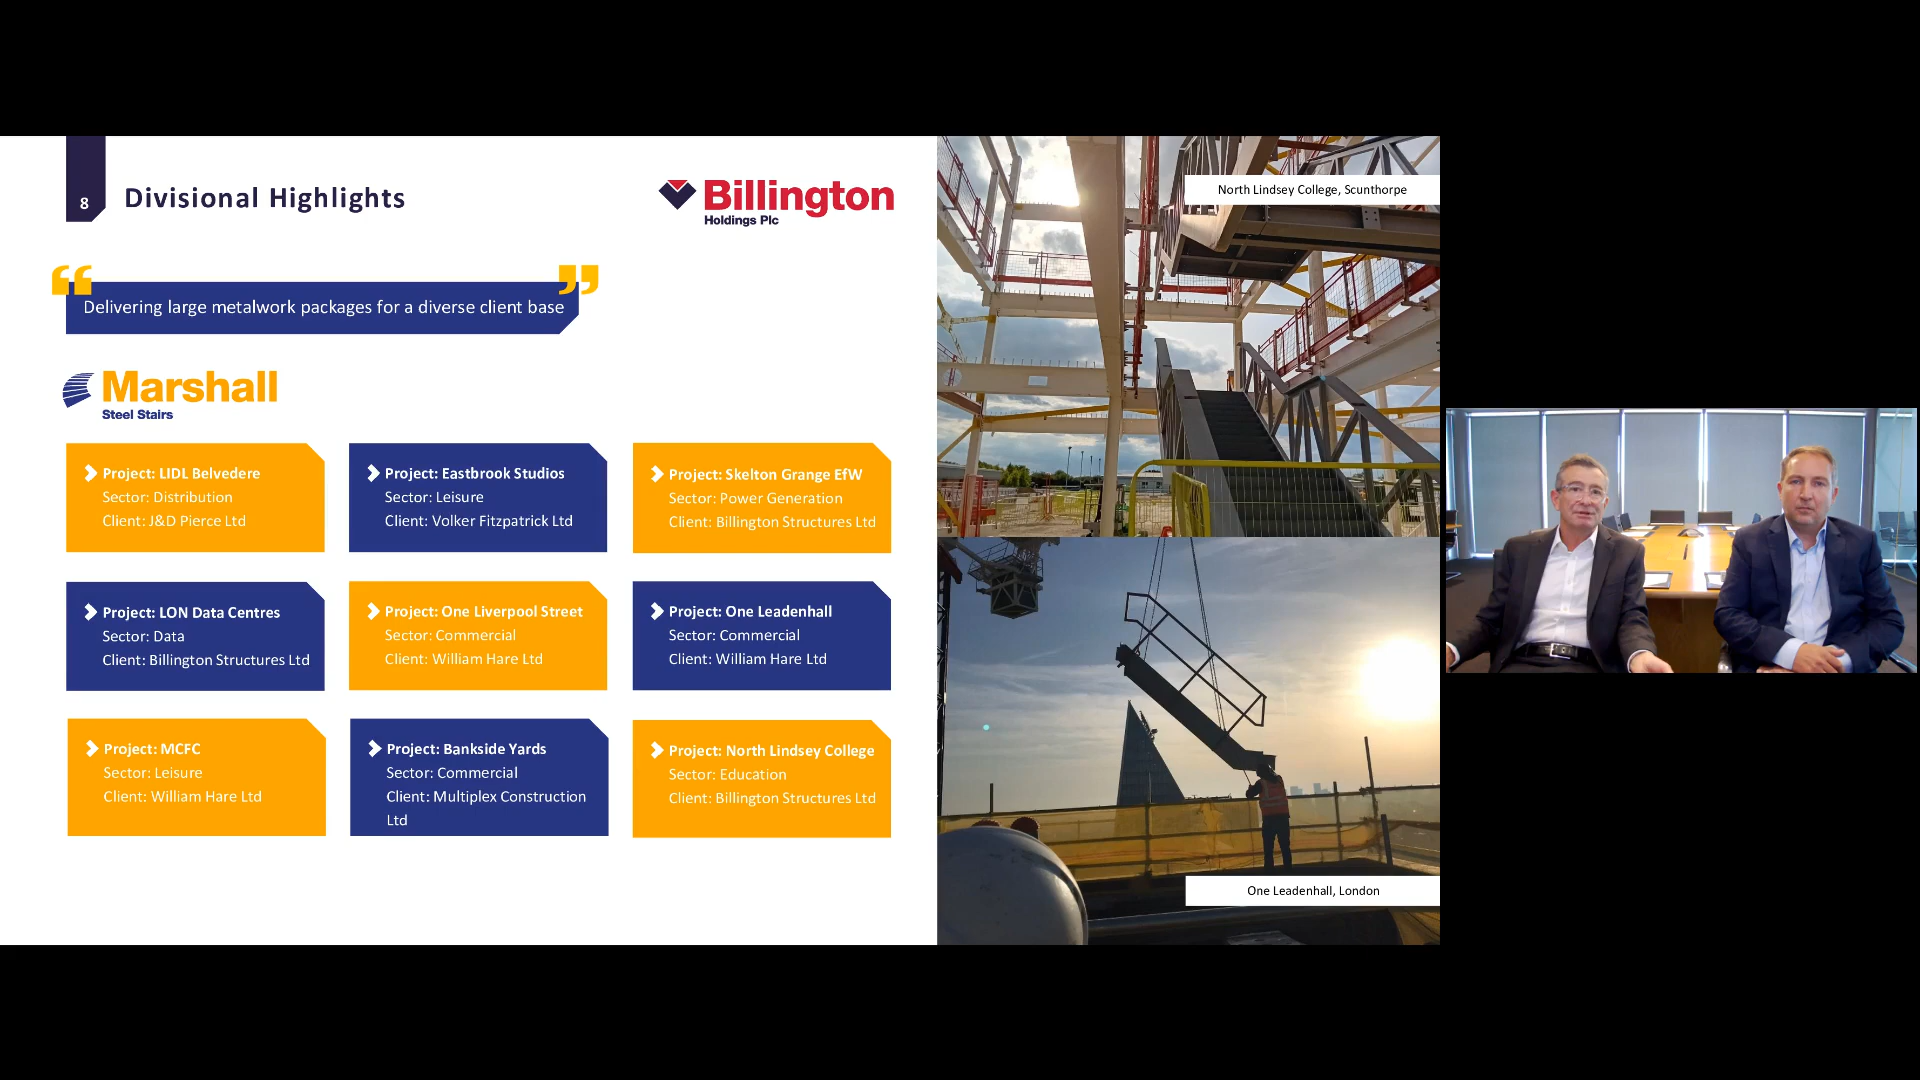 8
Divisional Highlights
Billington
Holdings Plc
“ ”
Delivering large metalwork packages for a diverse client base
Marshall
Steel Stairs
Project: LIDL Belvedere
Sector: Distribution
Client: J&D Pierce Ltd
Project: Eastbrook Studios
Sector: Leisure
Client: Volker Fitzpatrick Ltd
Project: Skelton Grange EfW
Sector: Power Generation
Client: Billington Structures Ltd
Project: LON Data Centres
Sector: Data
Client: Billington Structures Ltd
Project: One Liverpool Street
Sector: Commercial
Client: William Hare Ltd
Project: One Leadenhall
Sector: Commercial
Client: William Hare Ltd
Project: MCFC
Sector: Leisure
Client: William Hare Ltd
Project: Bankside Yards
Sector: Commercial
Client: Multiplex Construction
Ltd
Project: North Lindsey College
Sector: Education
Client: Billington Structures Ltd
North Lindsey College, Scunthorpe
One Leadenhall, London